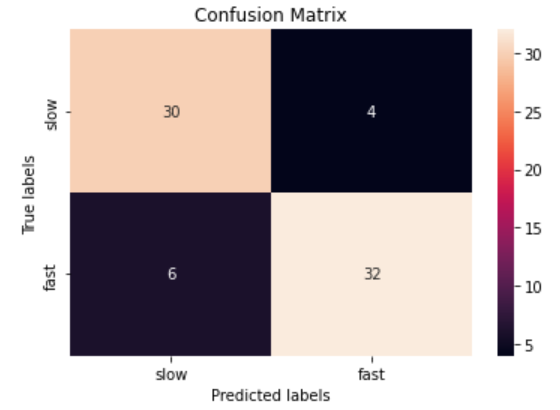 Confusion Matrix
True labels
slow
30
4
fast
6
32
slow
fast
Predicted labels
30
25
20
15
10
5